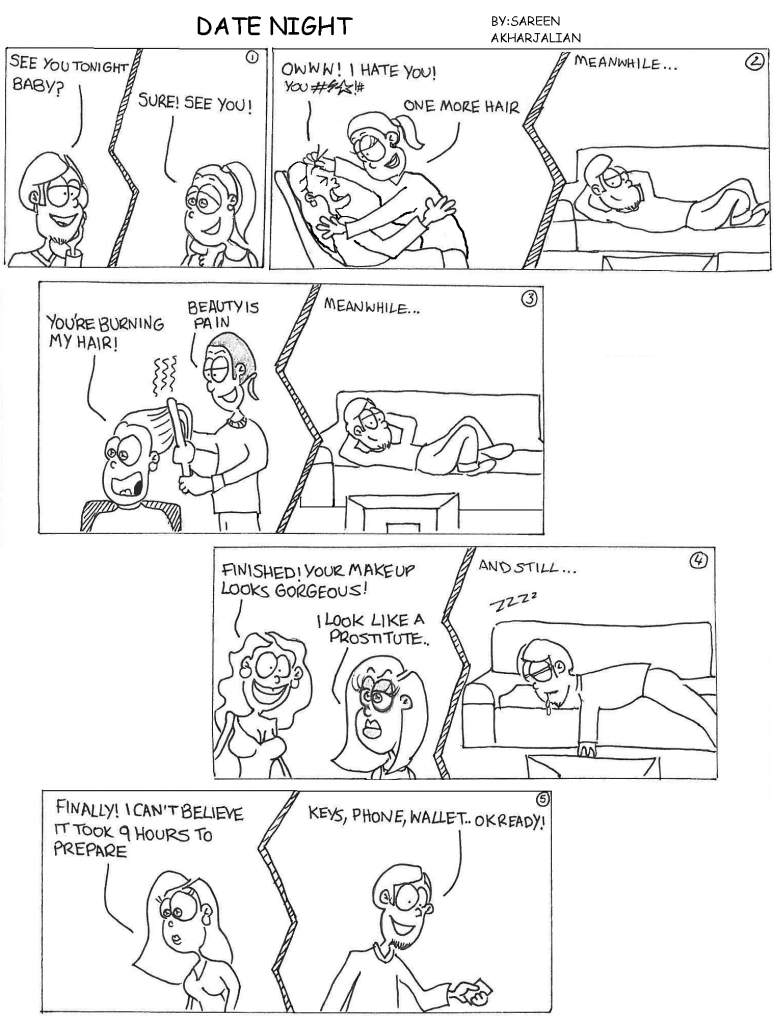 DATE NIGHT
BY:SAREEN
AKHARJALIAN
1
SEE YOU TONIGHT
BABY?
SURE! SEE YOU!
2
OWWW! I HATE YOU!
YOU #$☆!#
ONE MORE HAIR
MEANWHILE...
3
YOU'RE BURNING
MY HAIR!
BEAUTY IS
PAIN
MEANWHILE...
4
FINISHED! YOUR MAKEUP
LOOKS GORGEOUS!
I LOOK LIKE A
PROSTITUTE..
AND STILL...
ZZZZ
5
FINALLY! I CAN'T BELIEVE
IT TOOK 9 HOURS TO
PREPARE
KEYS, PHONE, WALLET.. OK READY!